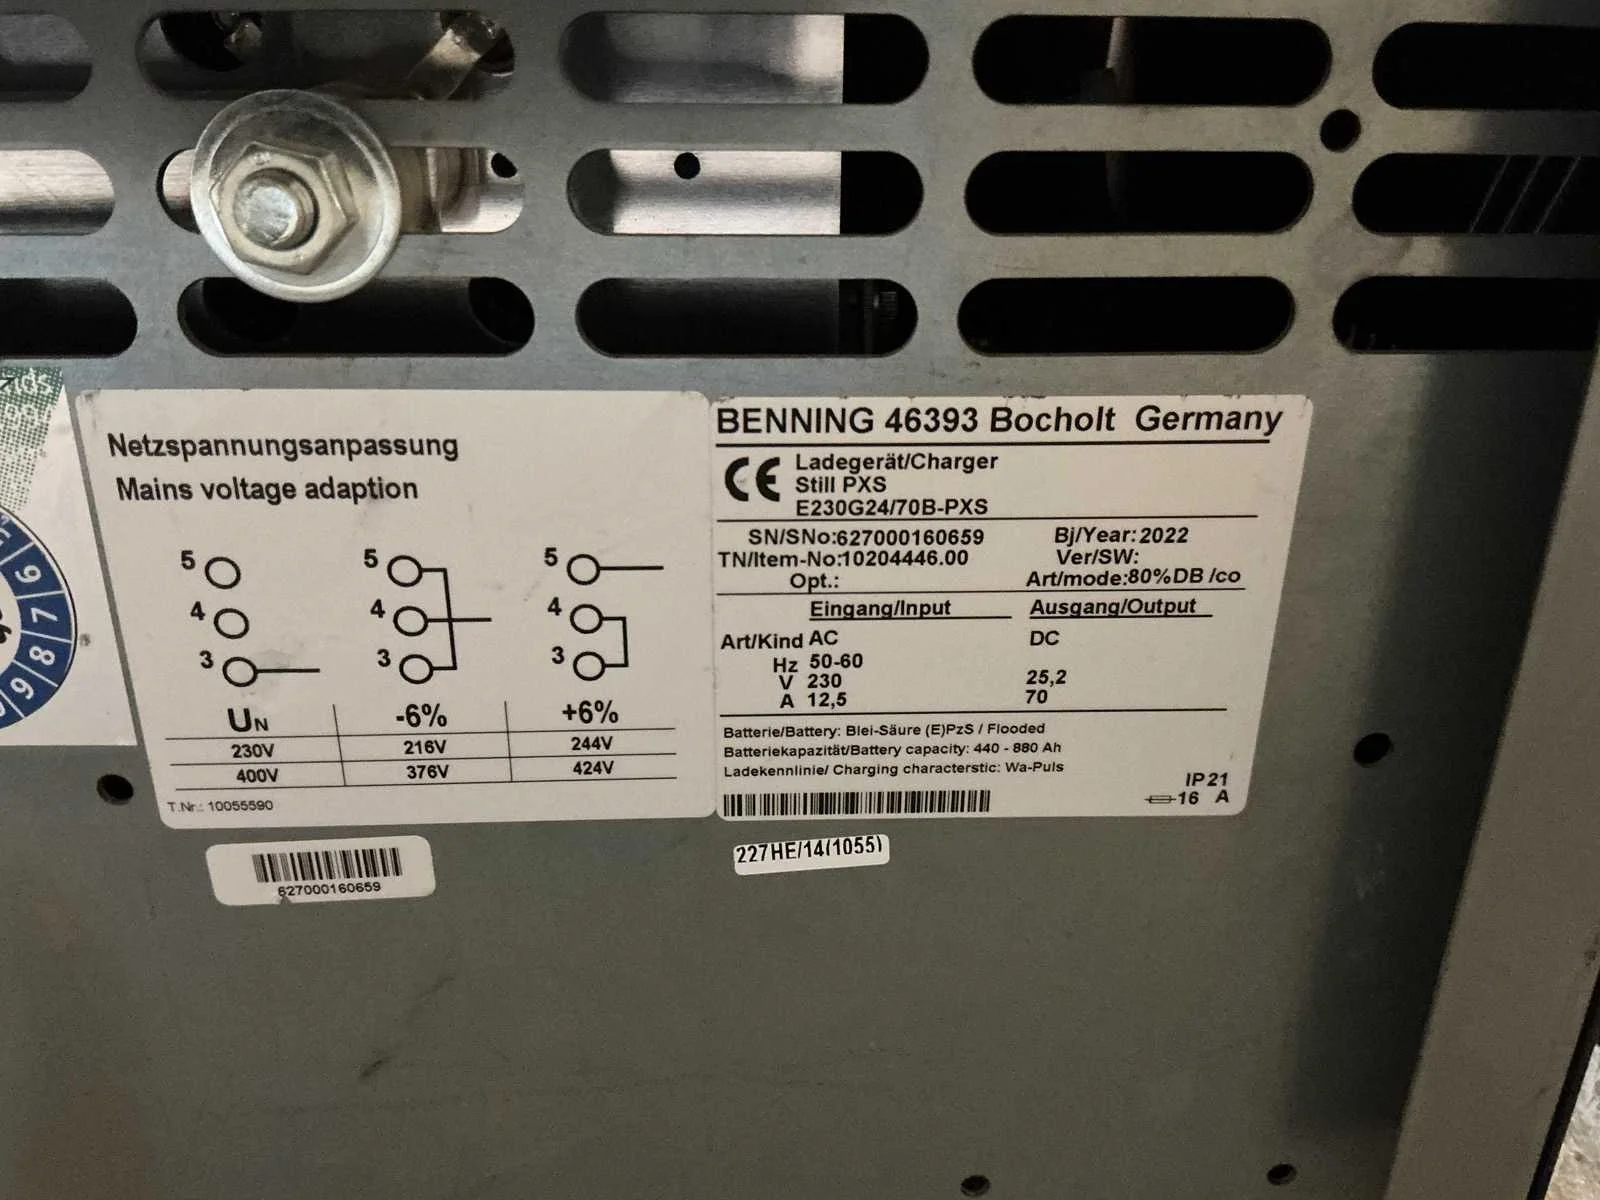 Netzspannungsanpassung
Mains voltage adaption
5 5 5
4 4 4
3 3 3
UN -6% +6%
230V 216V 244V
400V 376V 424V
T.Nr.: 10055590
627000160659
BENNING 46393 Bocholt Germany
CE
Ladegerät/Charger
Still PXS
E230G24/70B-PXS
SN/SNo:627000160659 Bj/Year: 2022
TN/Item-No:10204446.00 Ver/SW:
Opt.: Art/mode:80%DB /co
Eingang/Input Ausgang/Output
Art/Kind AC DC
Hz 50-60
V 230 25,2
A 12,5 70
Batterie/Battery: Blei-Säure (E)PzS / Flooded
Batteriekapazität/Battery capacity: 440 - 880 Ah
Ladekennlinie/ Charging characterstic: Wa-Puls
IP21
16 A
227HE/14(1055)
6
7
8
9